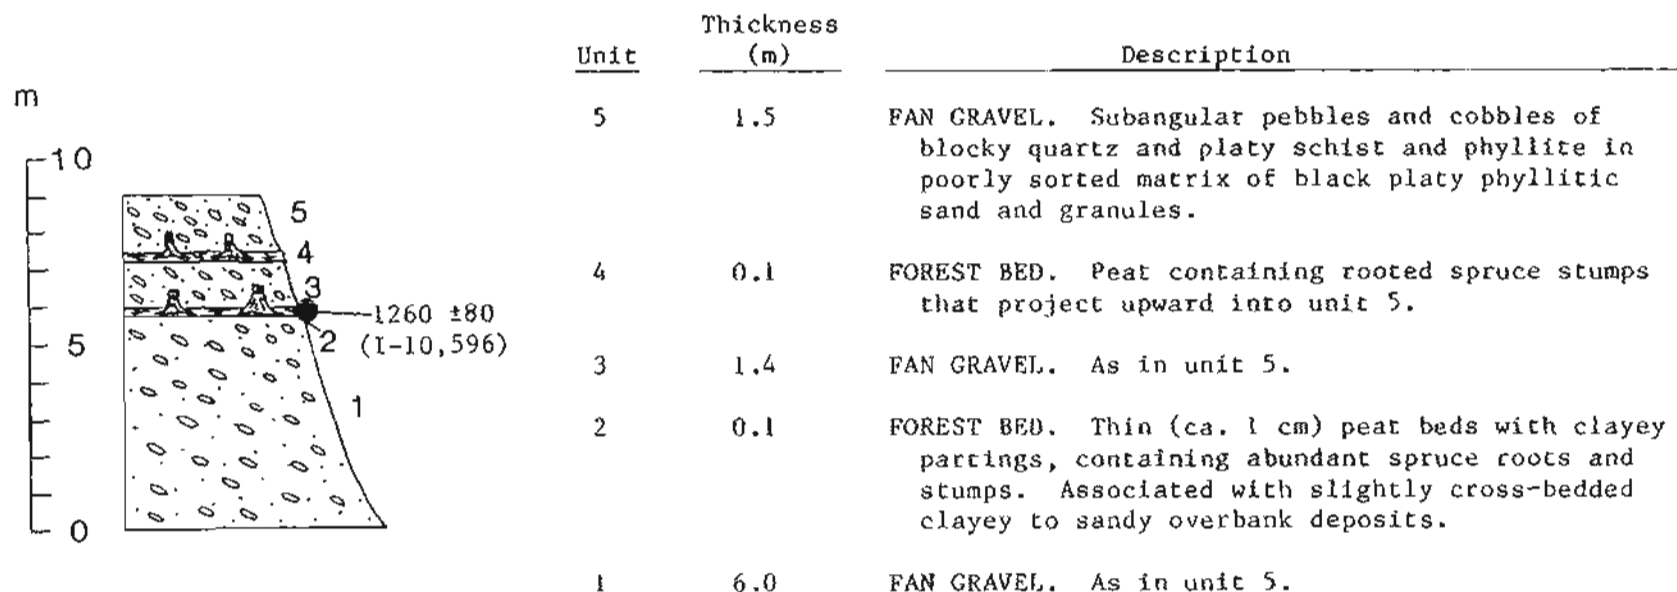 m
10
5
0
5
4
3
2
1
1260 ±80
(I-10,596)
Thickness
Unit (m) Description
5 1.5 FAN GRAVEL. Subangular pebbles and cobbles of
blocky quartz and platy schist and phyllite in
poorly sorted matrix of black platy phyllitic
sand and granules.
4 0.1 FOREST BED. Peat containing rooted spruce stumps
that project upward into unit 5.
3 1.4 FAN GRAVEL. As in unit 5.
2 0.1 FOREST BED. Thin (ca. 1 cm) peat beds with clayey
partings, containing abundant spruce roots and
stumps. Associated with slightly cross-bedded
clayey to sandy overbank deposits.
1 6.0 FAN GRAVEL. As in unit 5.